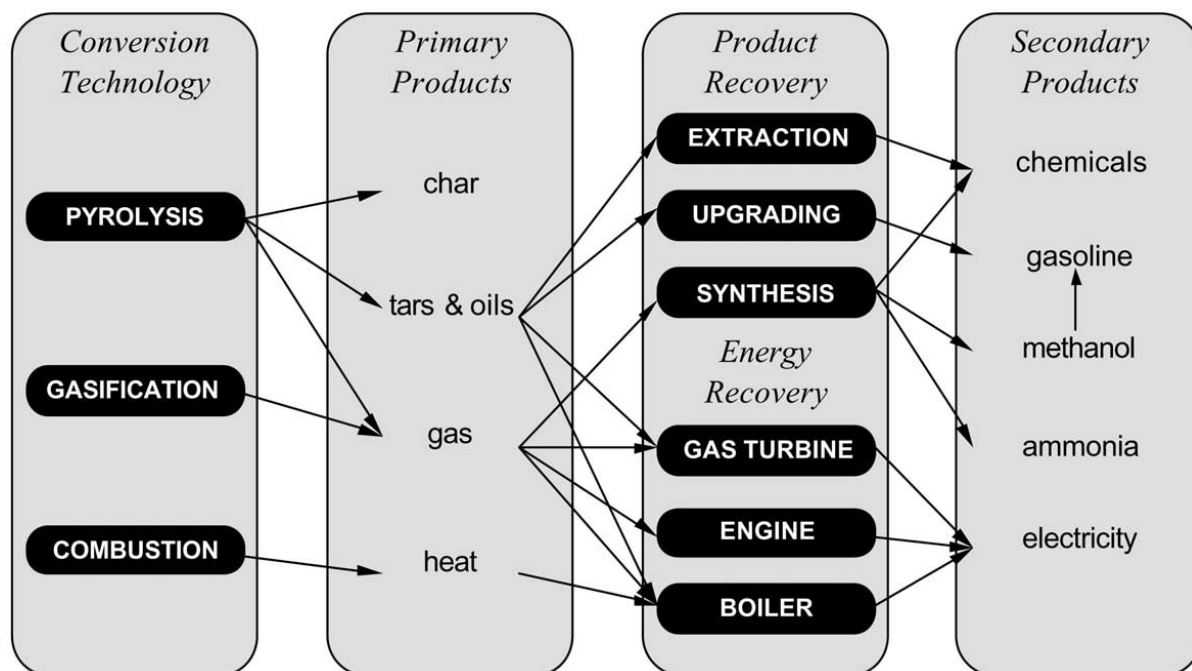 Conversion
Technology
PYROLYSIS
GASIFICATION
COMBUSTION
Primary
Products
char
tars & oils
gas
heat
Product
Recovery
EXTRACTION
UPGRADING
SYNTHESIS
Energy
Recovery
GAS TURBINE
ENGINE
BOILER
Secondary
Products
chemicals
gasoline
methanol
ammonia
electricity